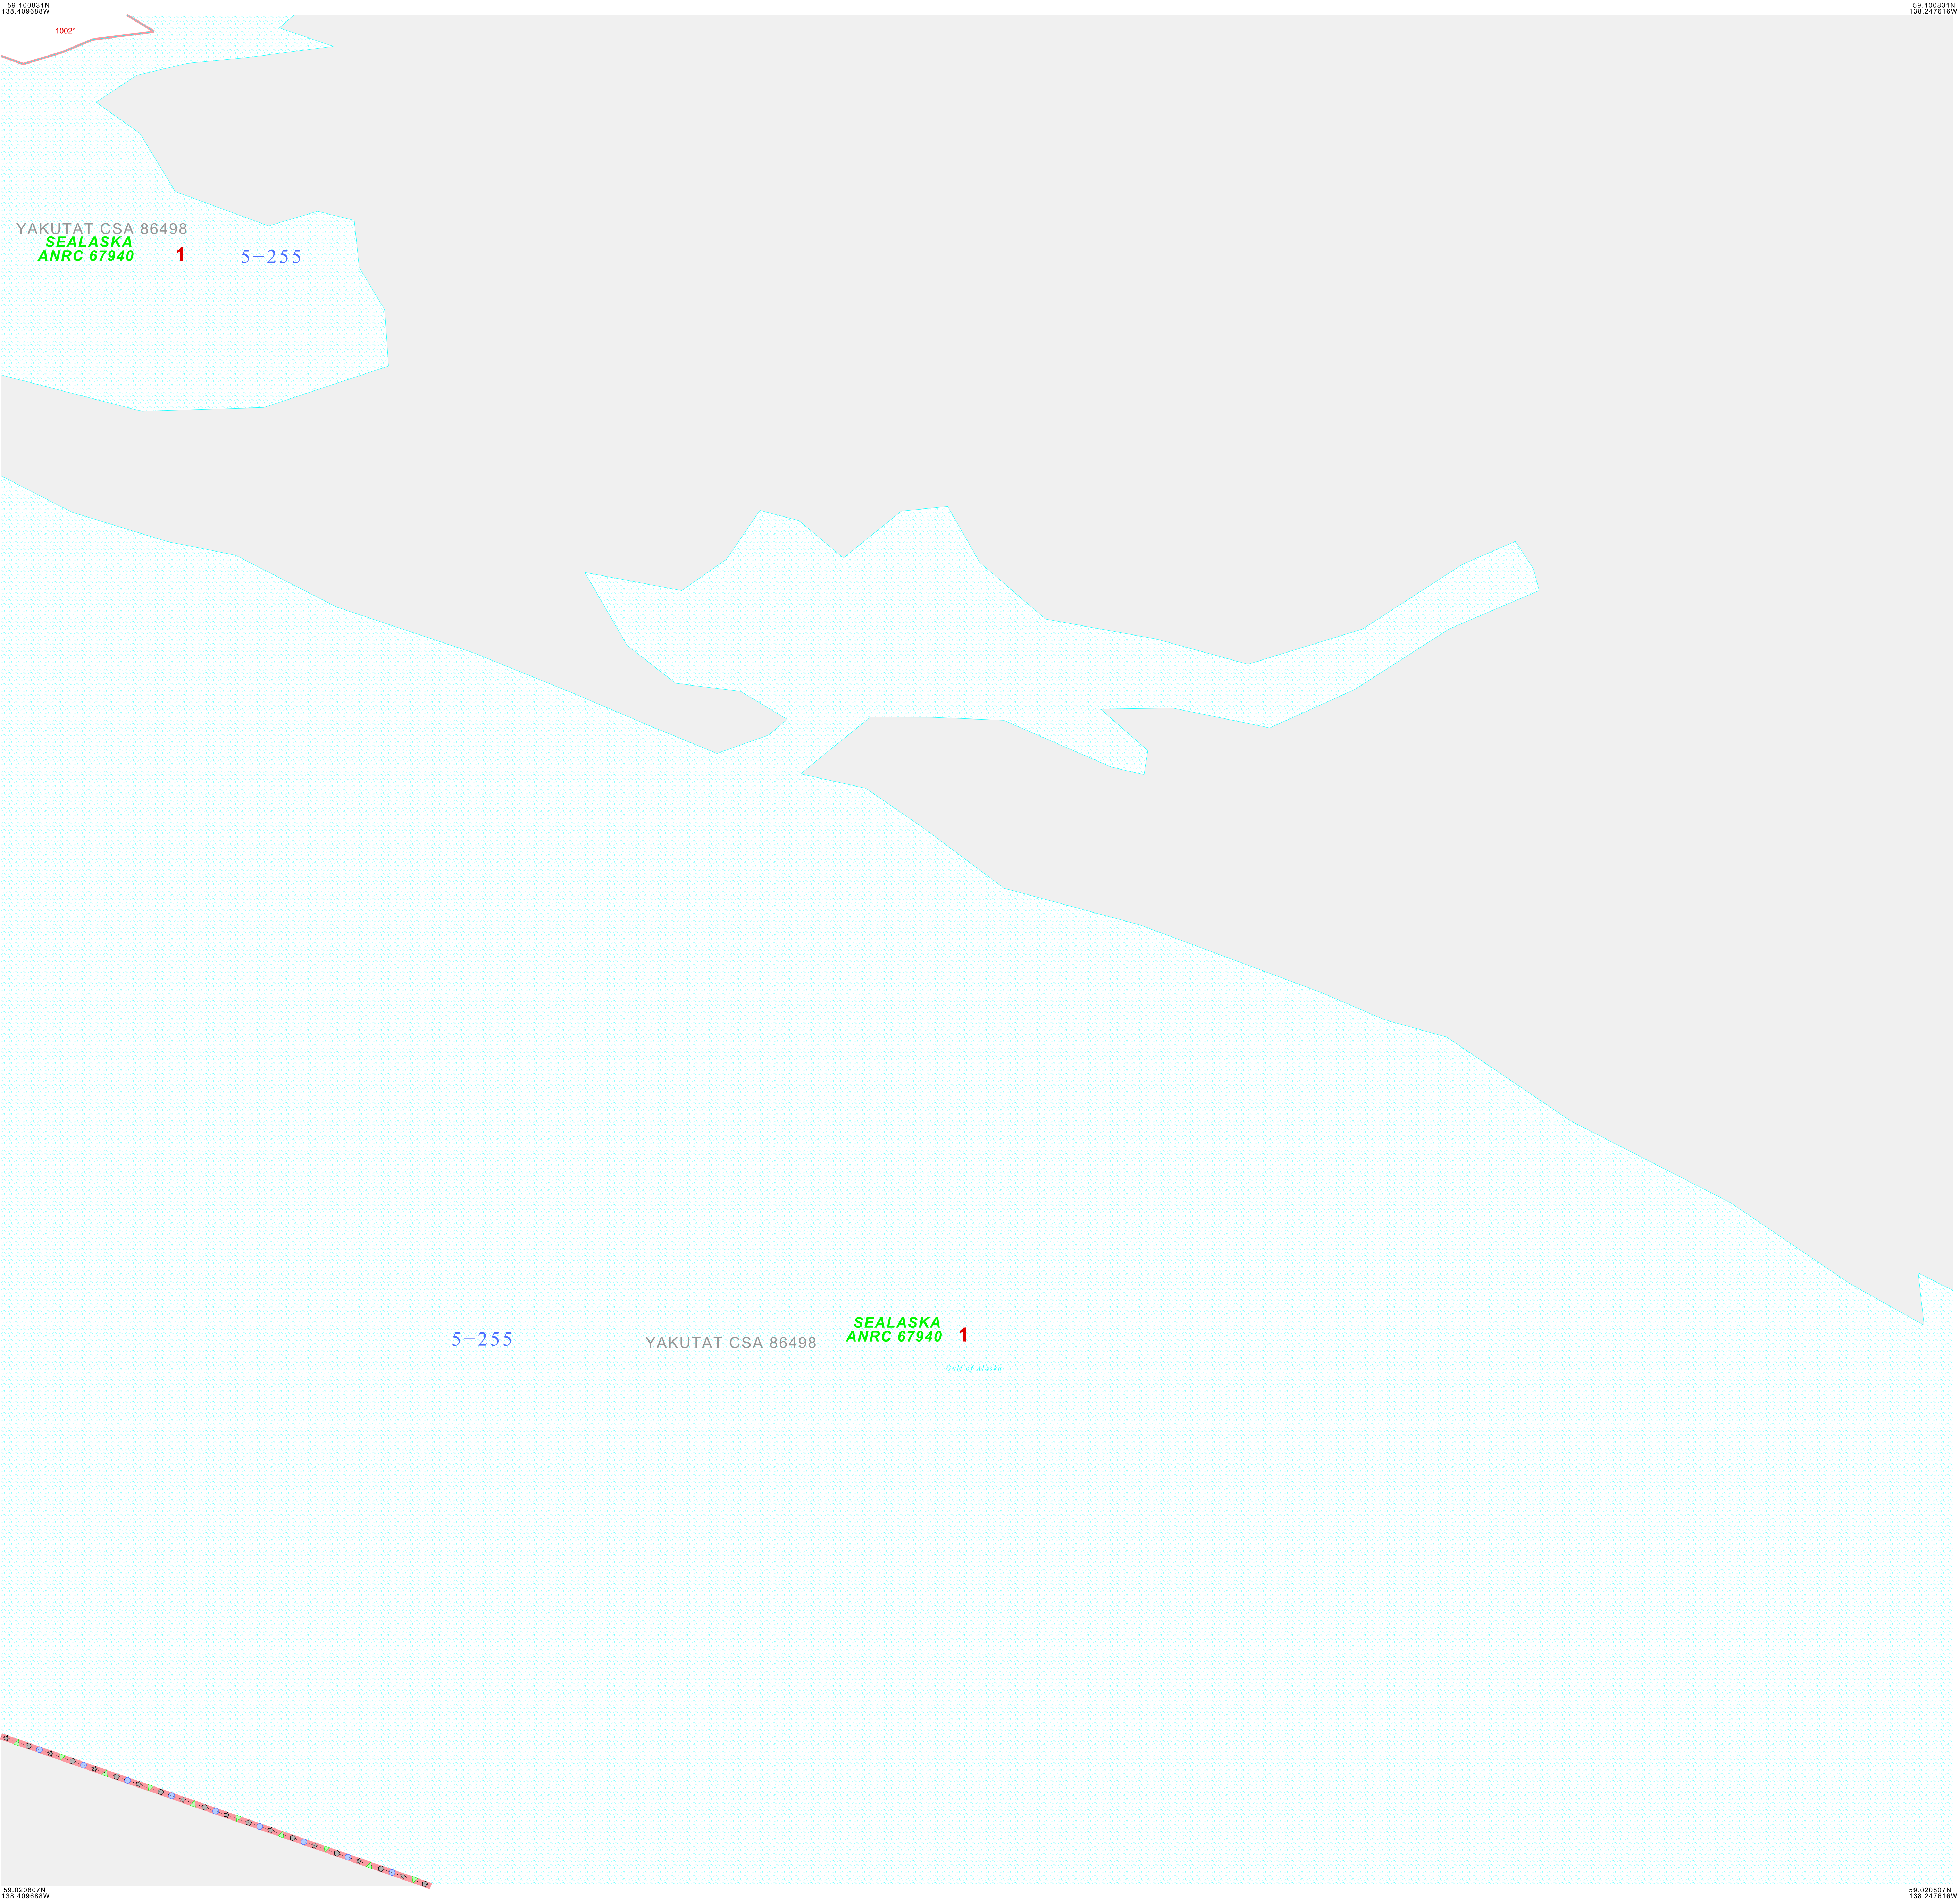 59.100831N
138.409688W
59.100831N
138.247616W
1002*
YAKUTAT CSA 86498
SEALASKA
ANRC 67940
1
5-255
SEALASKA
ANRC 67940
1
5-255
YAKUTAT CSA 86498
Gulf of Alaska
59.020807N
138.409688W
59.020807N
138.247616W